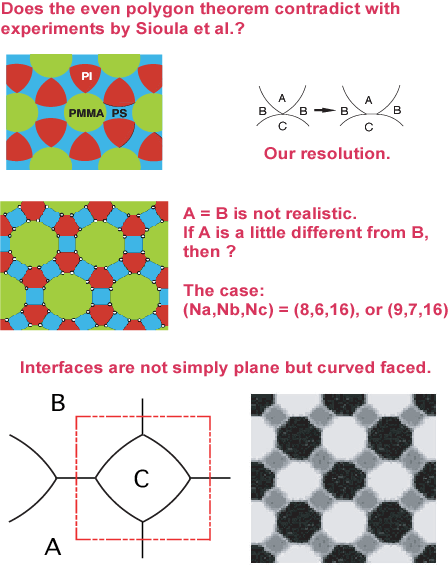 Does the even polygon theorem contradict with
experiments by Sioula et al.?
PI
PMMA PS
A
B B
C
A
B B
C
Our resolution.
A = B is not realistic.
If A is a little different from B,
then ?
The case:
(Na,Nb,Nc) = (8,6,16), or (9,7,16)
Interfaces are not simply plane but curved faced.
B
C
A